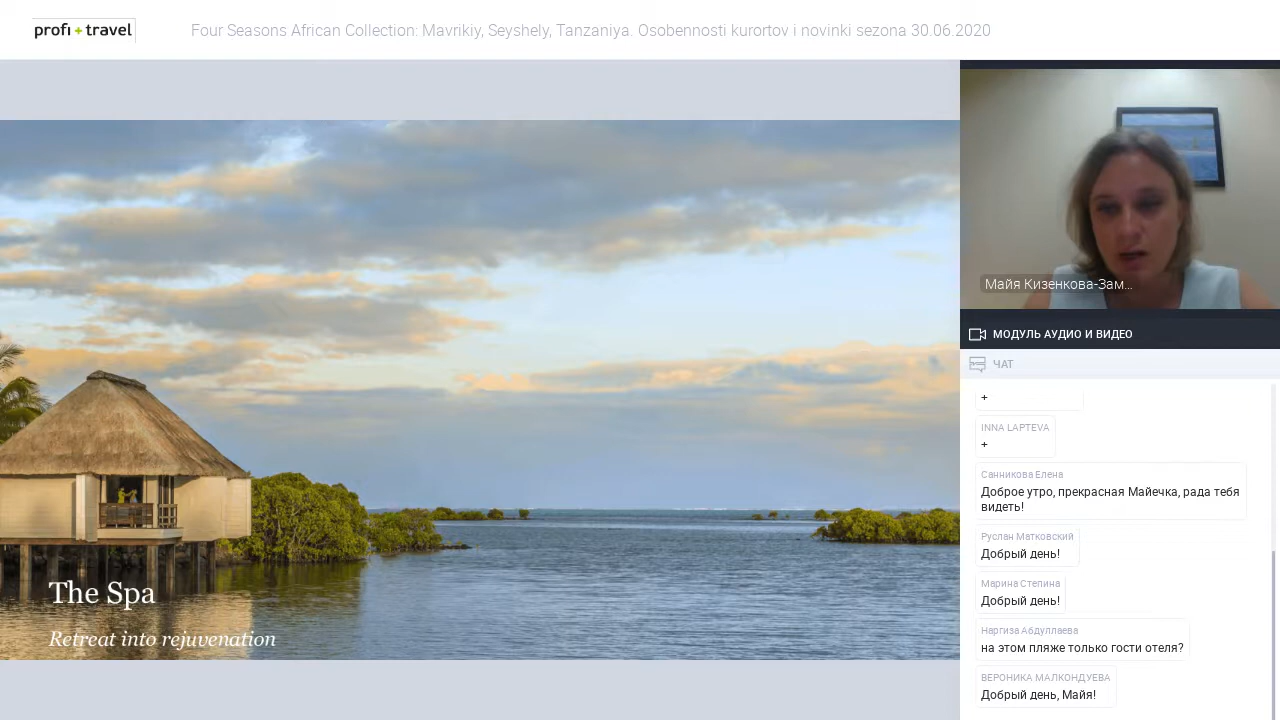 profi + travel
Four Seasons African Collection: Mavrikiy, Seyshely, Tanzaniya. Osobennosti kurortov i novinki sezona 30.06.2020
The Spa
Retreat into rejuvenation
Майя Кизенкова-Зам...
МОДУЛЬ АУДИО И ВИДЕО
ЧАТ
+
INNA LAPTEVA
+
Санникова Елена
Доброе утро, прекрасная Майечка, рада тебя
видеть!
Руслан Матковский
Добрый день!
Марина Степина
Добрый день!
Наргиза Абдуллаева
на этом пляже только гости отеля?
ВЕРОНИКА МАЛКОНДУЕВА
Добрый день, Майя!